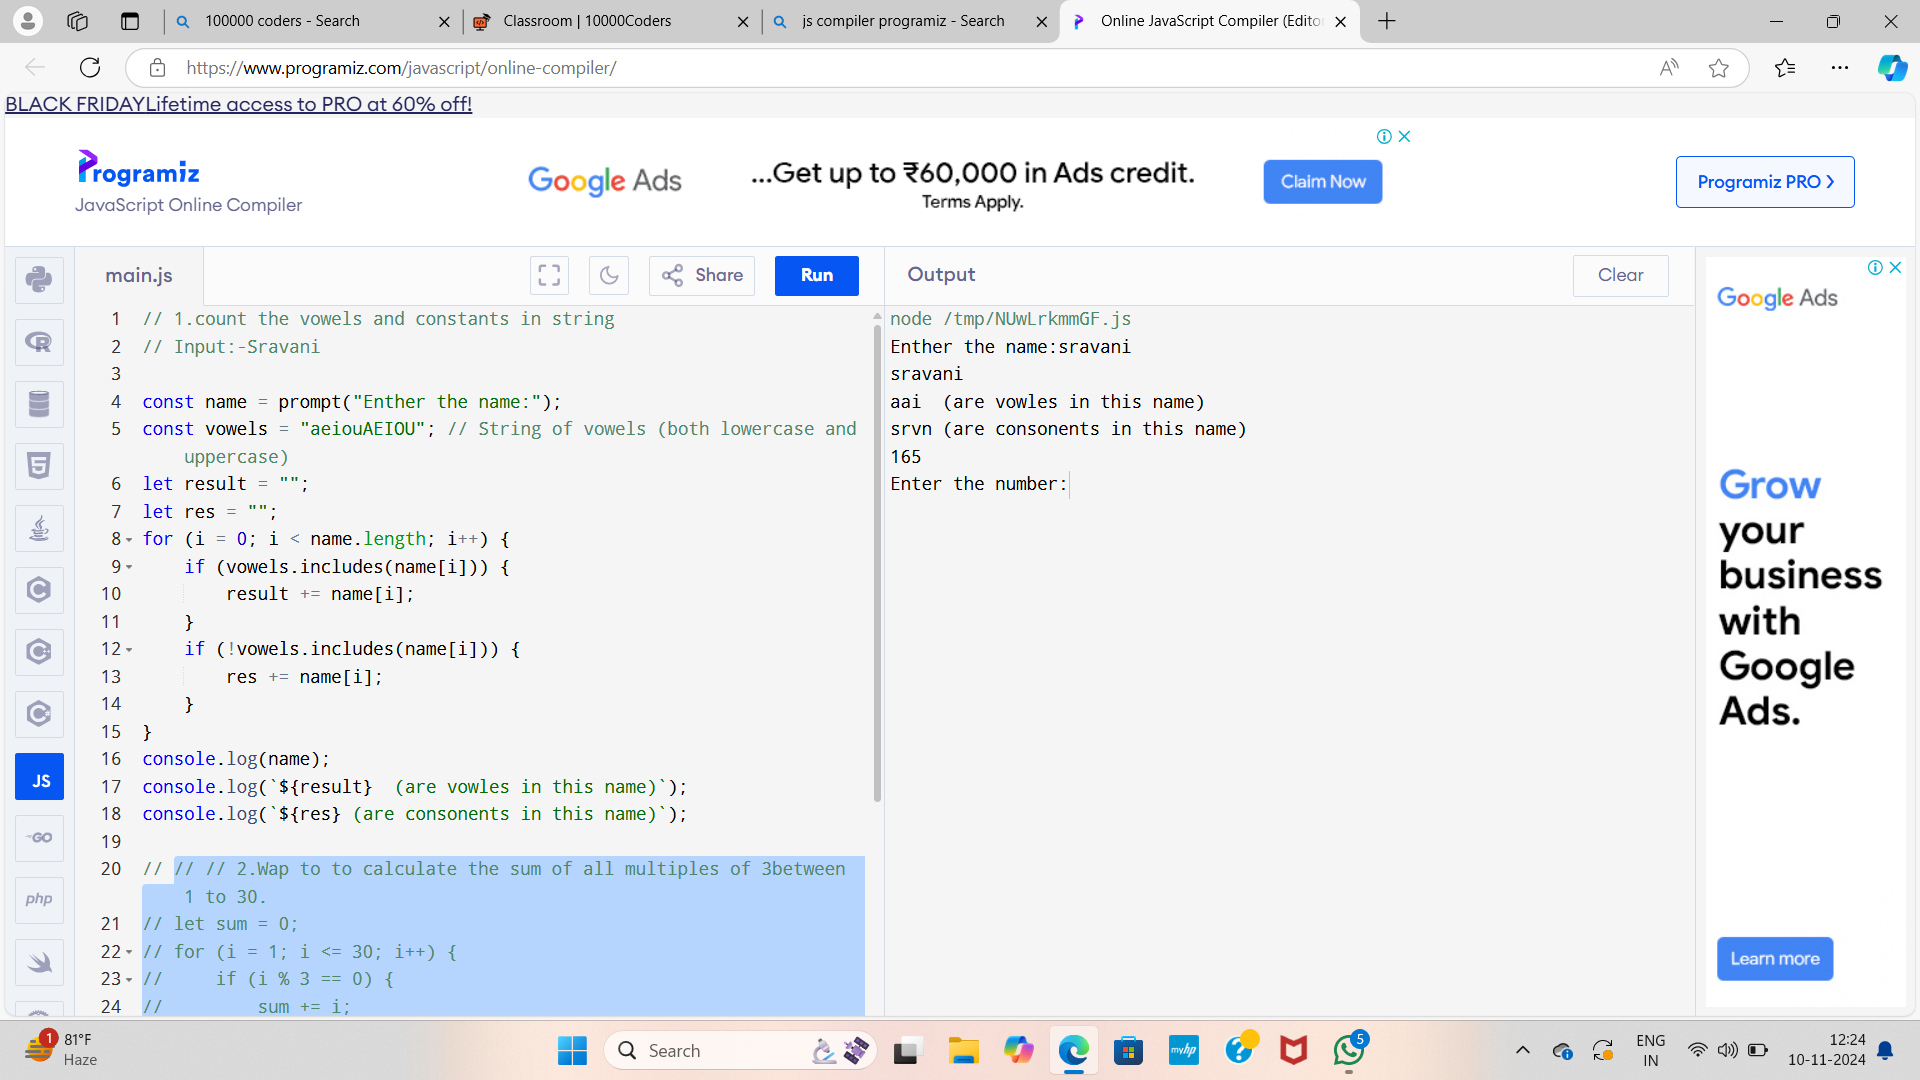 100000 coders - Search
Classroom | 10000Coders
js compiler programiz - Search
Online JavaScript Compiler (Edito
https://www.programiz.com/javascript/online-compiler/
BLACK FRIDAYLifetime access to PRO at 60% off!
Programiz
JavaScript Online Compiler
Google Ads
...Get up to ₹60,000 in Ads credit.
Terms Apply.
Claim Now
Programiz PRO
main.js
Share
Run
Output
Clear
1 // 1.count the vowels and constants in string
2 // Input:-Sravani
3
4 const name = prompt("Enther the name:");
5 const vowels = "aeiouAEIOU"; // String of vowels (both lowercase and
uppercase)
6 let result = "";
7 let res = "";
8 for (i = 0; i < name.length; i++) {
9 if (vowels.includes(name[i])) {
10 result += name[i];
11 }
12 if (!vowels.includes(name[i])) {
13 res += name[i];
14 }
15 }
16 console.log(name);
17 console.log(`${result}  (are vowles in this name)`);
18 console.log(`${res} (are consonents in this name)`);
19
20 // // // 2.Wap to to calculate the sum of all multiples of 3between
1 to 30.
21 // let sum = 0;
22 // for (i = 1; i <= 30; i++) {
23 //     if (i % 3 == 0) {
24 //         sum += i;
node /tmp/NUwLrkmmGF.js
Enther the name:sravani
sravani
aai  (are vowles in this name)
srvn (are consonents in this name)
165
Enter the number:
Google Ads
Grow
your
business
with
Google
Ads.
Learn more
R
5
C
C
C
JS
GO
php
1
81°F
Haze
Search
myhp
?
5
ENG
IN
12:24
10-11-2024